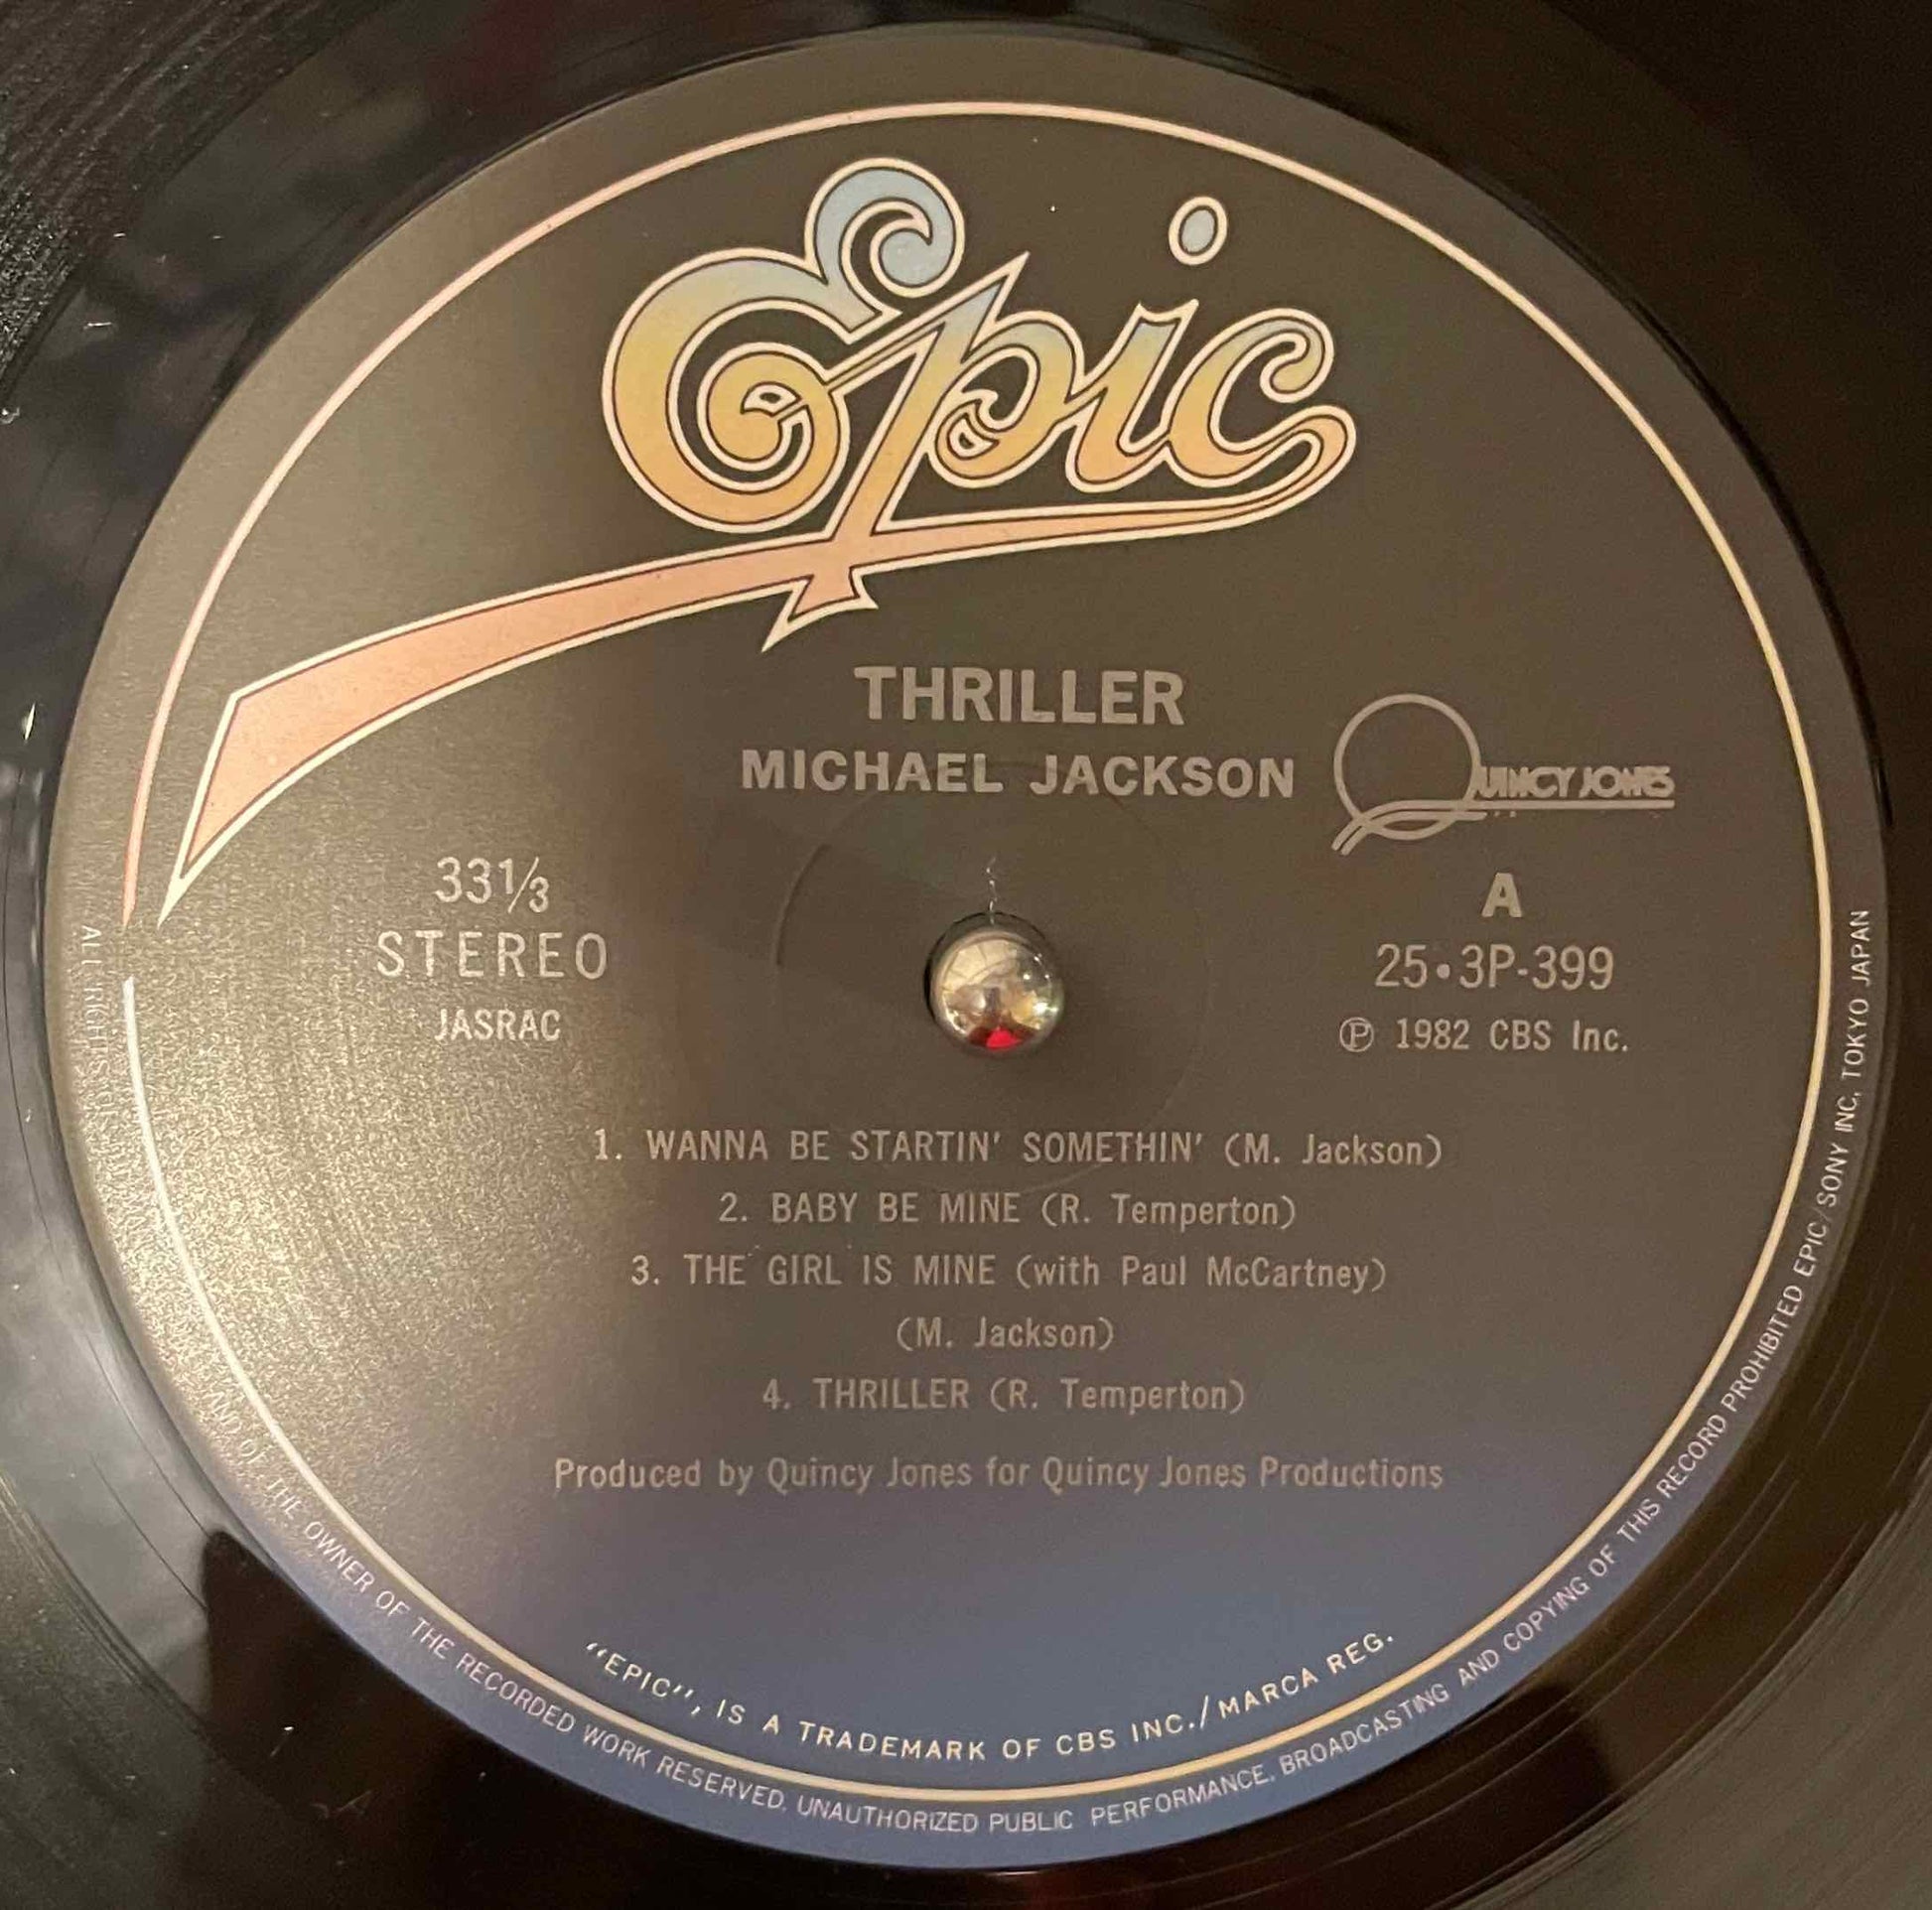 Epic
THRILLER
MICHAEL JACKSON
QUINCY JONES
33⅓
STEREO
JASRAC
A
25•3P-399
Ⓟ 1982 CBS Inc.
1. WANNA BE STARTIN' SOMETHIN' (M. Jackson)
2. BABY BE MINE (R. Temperton)
3. THE GIRL IS MINE (with Paul McCartney)
(M. Jackson)
4. THRILLER (R. Temperton)
Produced by Quincy Jones for Quincy Jones Productions
"EPIC", IS A TRADEMARK OF CBS INC./MARCA REG.
ALL RIGHTS OF AND OF THE OWNER OF THE RECORDED WORK RESERVED. UNAUTHORIZED PUBLIC PERFORMANCE, BROADCASTING AND COPYING OF THIS RECORD PROHIBITED EPIC/SONY INC, TOKYO JAPAN